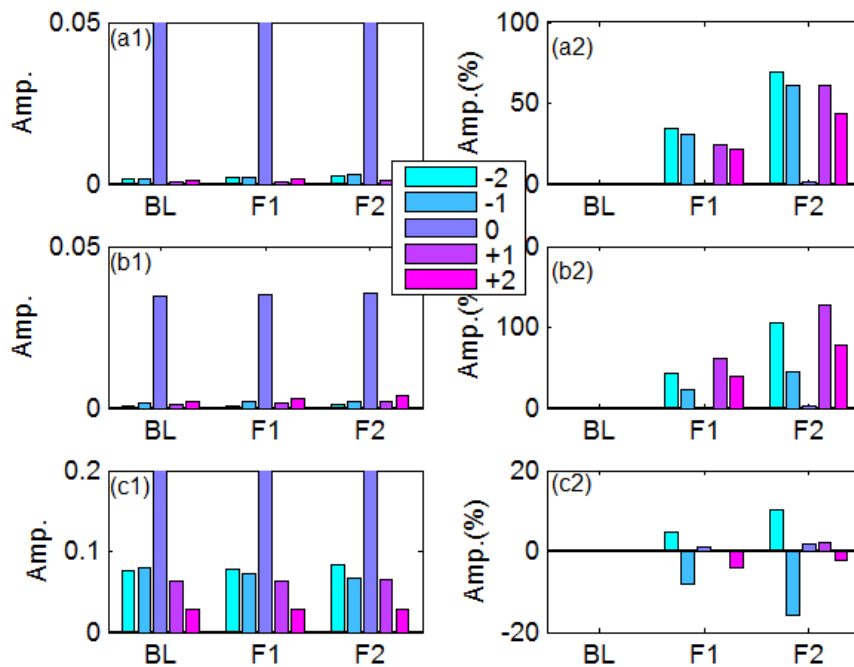 0.05
(a1)
Amp.
0
BL F1 F2
100
(a2)
Amp.(%)
50
0
BL F1 F2
-2
-1
0
+1
+2
0.05
(b1)
Amp.
0
BL F1 F2
0
(b2)
100
0
BL F1 F2
0.2
(c1)
Amp.
0.1
0
BL F1 F2
20
(c2)
Amp.(%)
0
-20
BL F1 F2